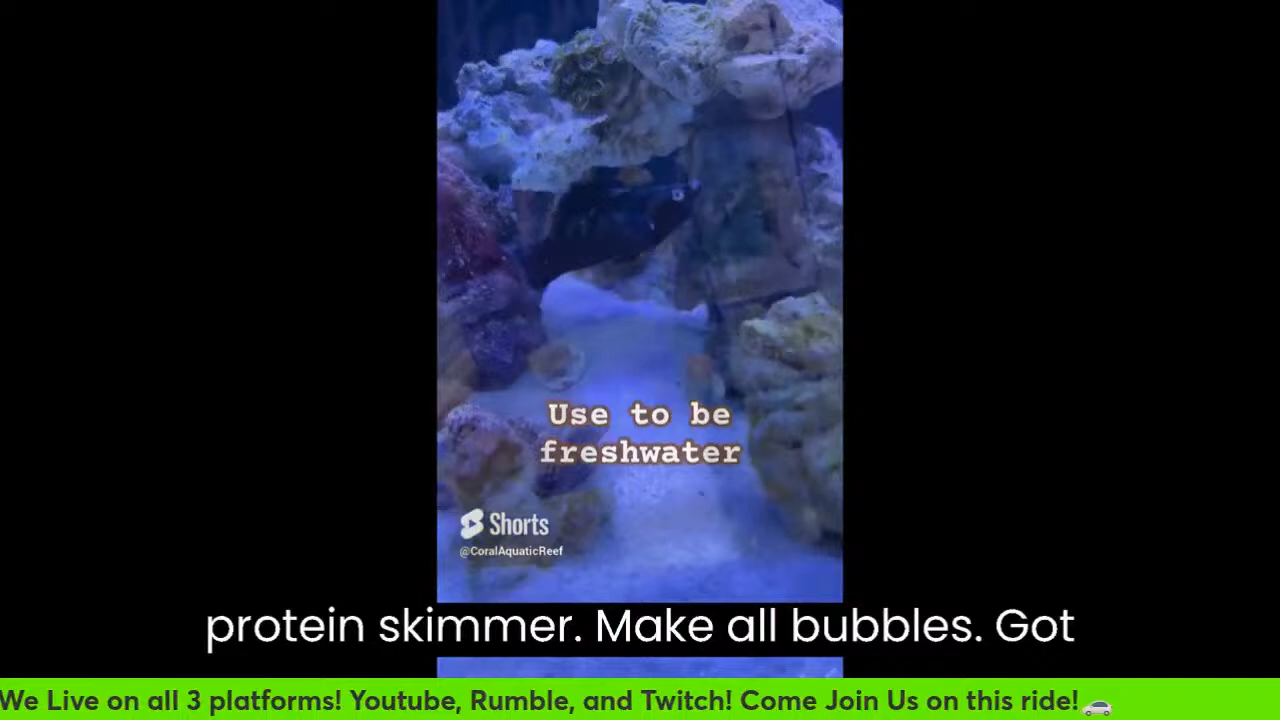 Use to be
freshwater
Shorts
@CoralAquaticReef
protein skimmer. Make all bubbles. Got
We Live on all 3 platforms! Youtube, Rumble, and Twitch! Come Join Us on this ride!🚗